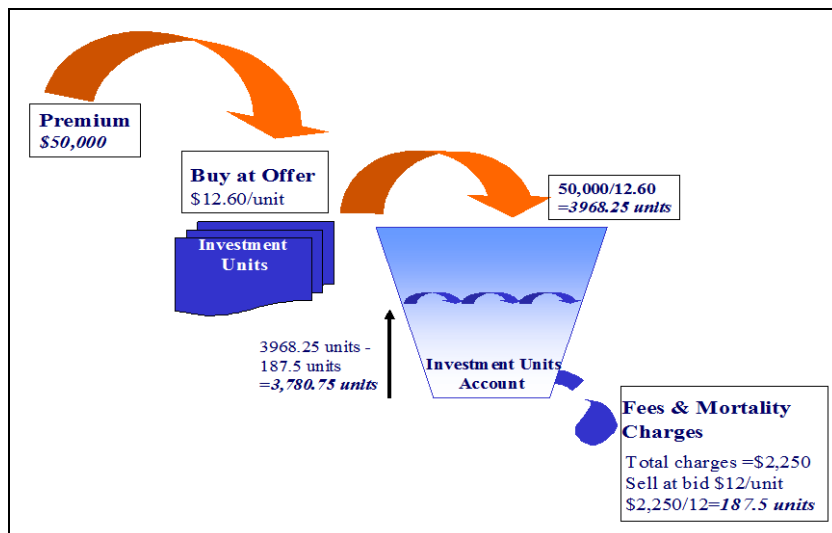 Premium
$50,000
Buy at Offer
$12.60/unit
Investment
Units
50,000/12.60
=3968.25 units
3968.25 units -
187.5 units
=3,780.75 units
Investment Units
Account
Fees & Mortality
Charges
Total charges =$2,250
Sell at bid $12/unit
$2,250/12=187.5 units